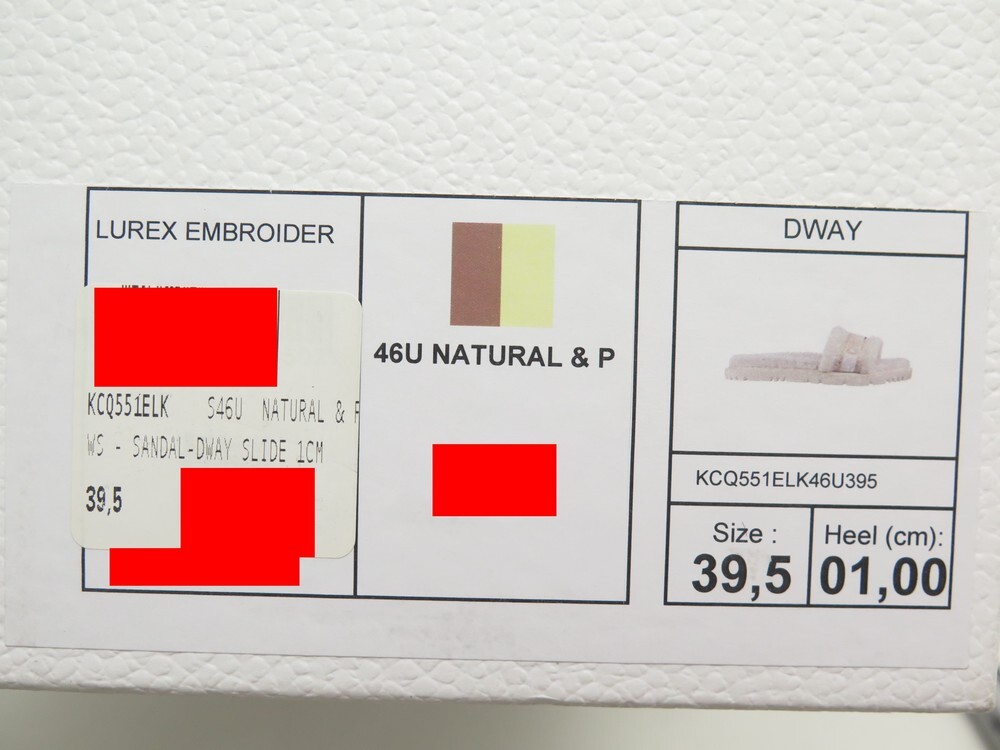 LUREX EMBROIDER
KCQ551ELK S46U NATURAL &
WS - SANDAL-DWAY SLIDE 1CM
39,5
46U NATURAL & P
DWAY
KCQ551ELK46U395
Size :
39,5
Heel (cm):
01,00